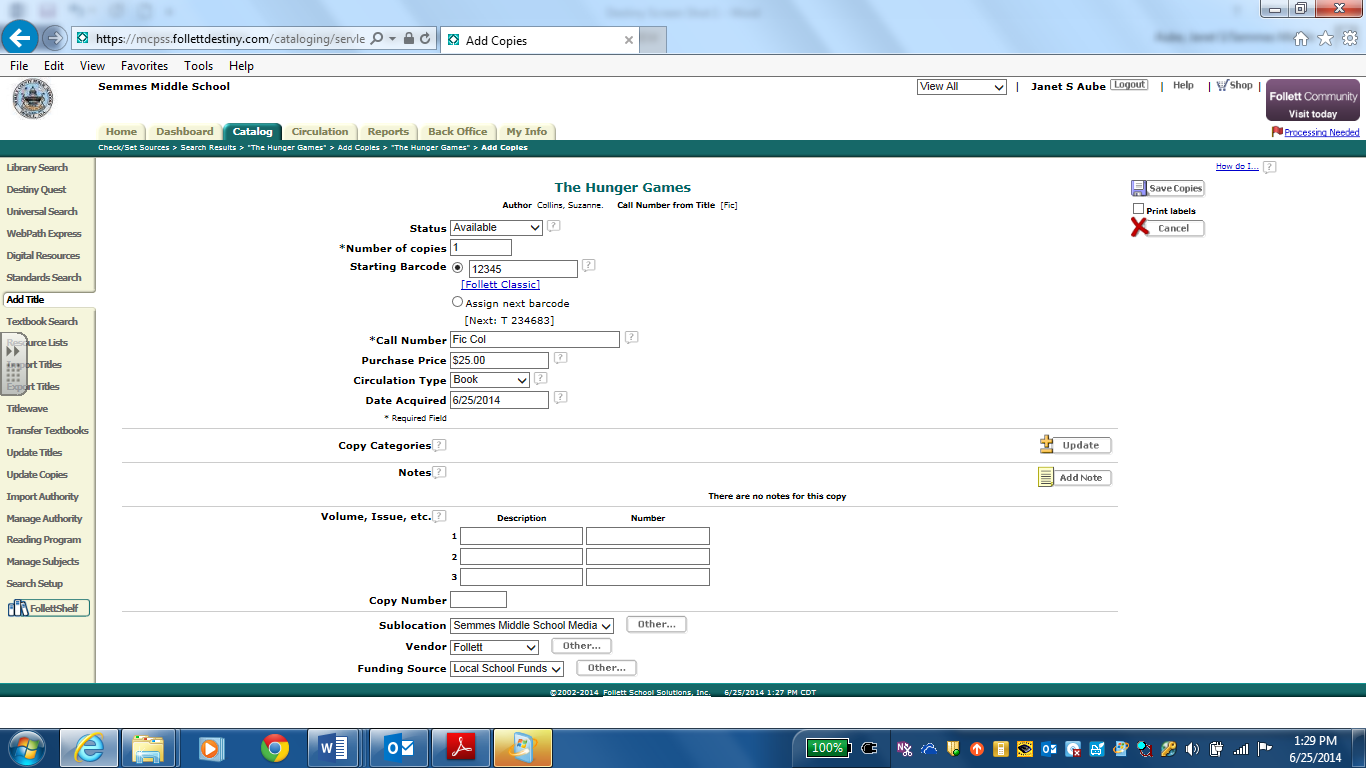 https://mcpss.follettdestiny.com/cataloging/servle
Add Copies
File Edit View Favorites Tools Help
Semmes Middle School
View All | Janet S Aube Logout | Help | Shop |
Follett Community
Visit today
Home Dashboard Catalog Circulation Reports Back Office My Info
Processing Needed
Check/Set Sources > Search Results > "The Hunger Games" > Add Copies > "The Hunger Games" > Add Copies
Library Search
Destiny Quest
Universal Search
WebPath Express
Digital Resources
Standards Search
Add Title
Textbook Search
ource Lists
ort Titles
Export Titles
Titlewave
Transfer Textbooks
Update Titles
Update Copies
Import Authority
Manage Authority
Reading Program
Manage Subjects
Search Setup
FollettShelf
How do I... ?
The Hunger Games
Author Collins, Suzanne. Call Number from Title [Fic]
Save Copies
Print labels
Cancel
Status Available ?
*Number of copies 1
Starting Barcode 12345 ?
[Follett Classic]
Assign next barcode
[Next: T 234683]
*Call Number Fic Col ?
Purchase Price $25.00 ?
Circulation Type Book ?
Date Acquired 6/25/2014 ?
* Required Field
Copy Categories ? Update
Notes ? Add Note
There are no notes for this copy
Volume, Issue, etc. ? Description Number
1
2
3
Copy Number
Sublocation Semmes Middle School Media Other...
Vendor Follett Other...
Funding Source Local School Funds Other...
©2002-2014 Follett School Solutions, Inc. 6/25/2014 1:27 PM CDT
100%
1:29 PM
6/25/2014